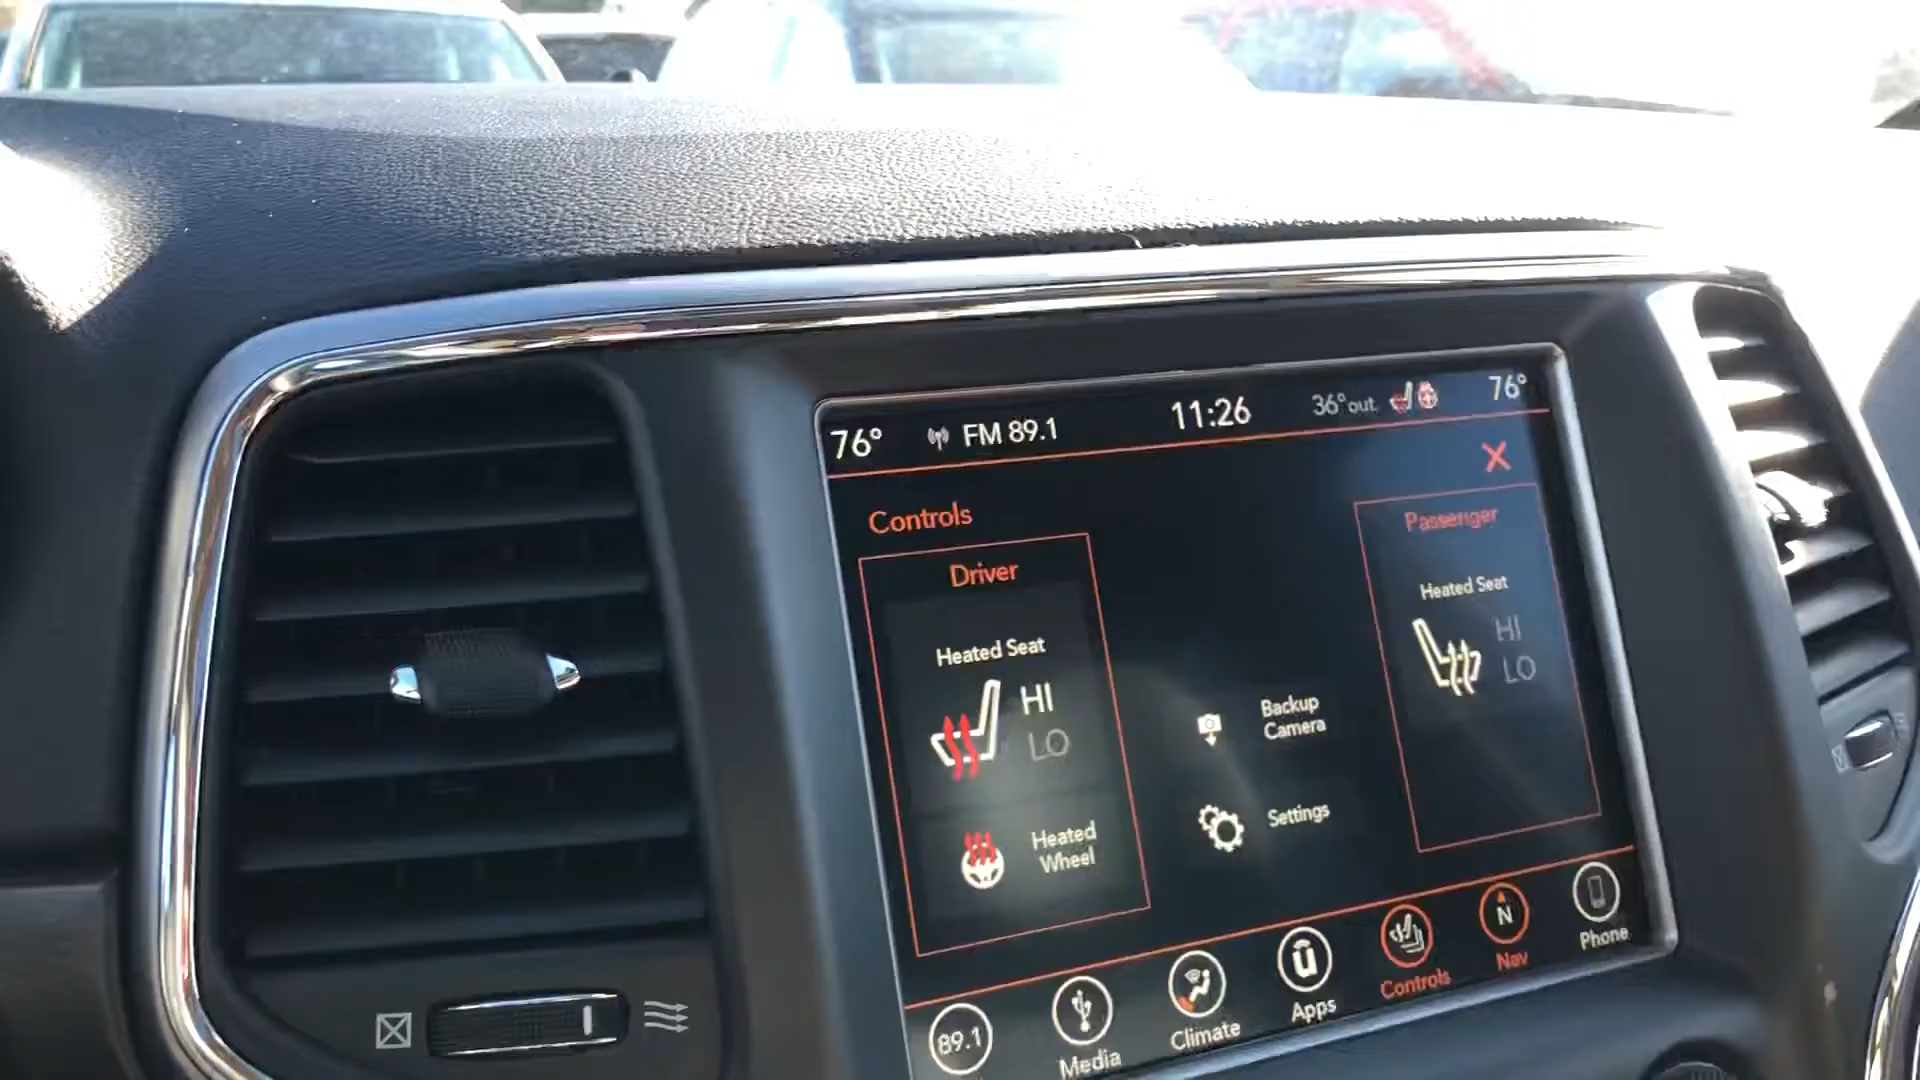 76° FM 89.1 11:26 36° out. 76°
X
Controls
Driver
Heated Seat
HI
LO
Heated
Wheel
Backup
Camera
Settings
Passenger
Heated Seat
HI
LO
89.1
Media
Climate
Apps
Controls
N
Nav
Phone